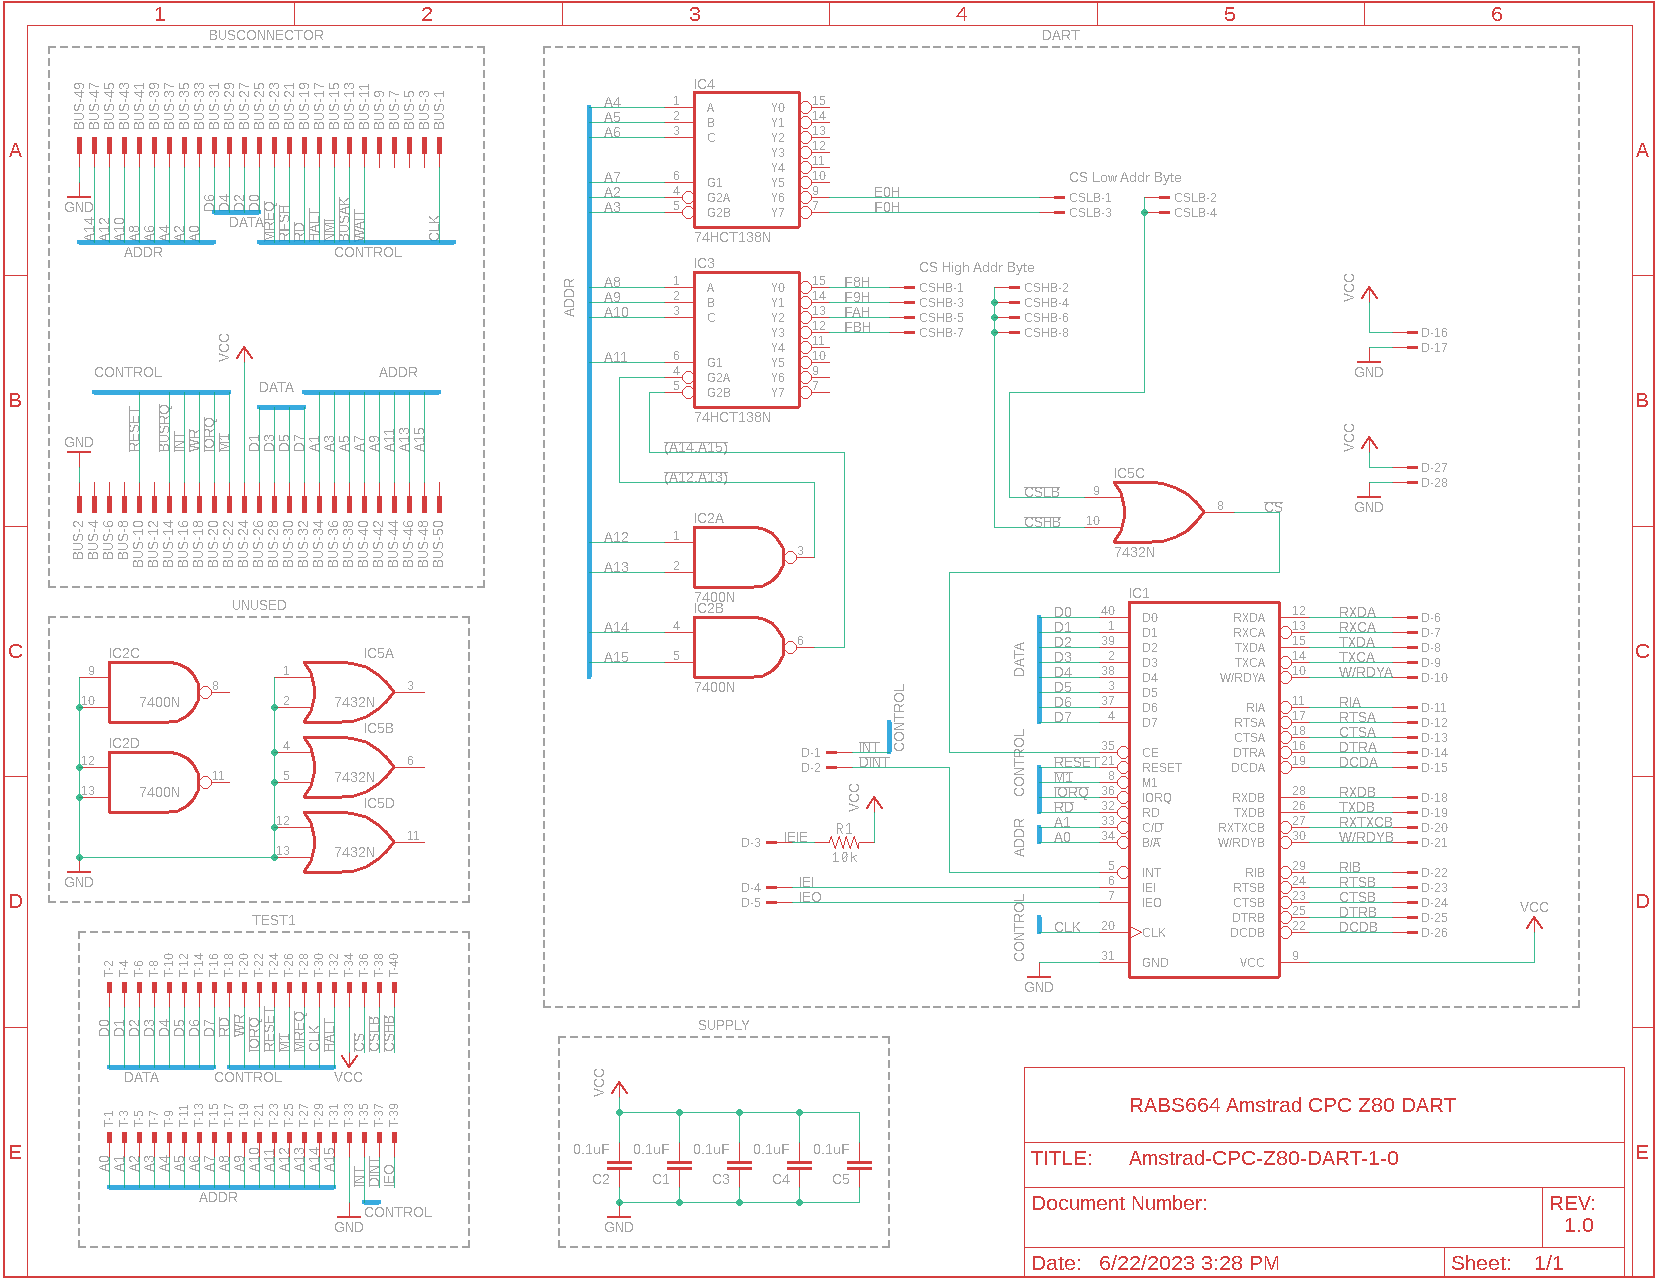 1 2 3 4 5 6
A B C D E
A B C D E
BUSCONNECTOR
BUS-49 BUS-47 BUS-45 BUS-43 BUS-41 BUS-39 BUS-37 BUS-35 BUS-33 BUS-31 BUS-29 BUS-27 BUS-25 BUS-23 BUS-21 BUS-19 BUS-17 BUS-15 BUS-13 BUS-11 BUS-9 BUS-7 BUS-5 BUS-3 BUS-1
GND A14 A12 A10 A8 A6 A4 A2 A0 D6 D4 D2 D0 MREQ RFSH RD HALT NMI BUSAK WAIT CLK
ADDR DATA CONTROL
CONTROL VCC DATA ADDR
GND RESET BUSRQ INT WR IORQ M1 D1 D3 D5 D7 A1 A3 A5 A7 A9 A11 A13 A15
BUS-2 BUS-4 BUS-6 BUS-8 BUS-10 BUS-12 BUS-14 BUS-16 BUS-18 BUS-20 BUS-22 BUS-24 BUS-26 BUS-28 BUS-30 BUS-32 BUS-34 BUS-36 BUS-38 BUS-40 BUS-42 BUS-44 BUS-46 BUS-48 BUS-50
UNUSED
IC2C 9 10 8 7400N
IC2D 12 13 11 7400N
IC5A 1 2 3 7432N
IC5B 4 5 6 7432N
IC5D 12 13 11 7432N
GND
TEST1
T-2 T-4 T-6 T-8 T-10 T-12 T-14 T-16 T-18 T-20 T-22 T-24 T-26 T-28 T-30 T-32 T-34 T-36 T-38 T-40
D0 D1 D2 D3 D4 D5 D6 D7 RD WR IORQ RESET M1 MREQ CLK HALT CS CSLB CSHB
DATA CONTROL VCC
T-1 T-3 T-5 T-7 T-9 T-11 T-13 T-15 T-17 T-19 T-21 T-23 T-25 T-27 T-29 T-31 T-33 T-35 T-37 T-39
A0 A1 A2 A3 A4 A5 A6 A7 A8 A9 A10 A11 A12 A13 A14 A15 INT DINT IEO
ADDR GND CONTROL
DART
ADDR
IC4
A4 1 A Y0 15
A5 2 B Y1 14
A6 3 C Y2 13
Y3 12
Y4 11
A7 6 G1 Y5 10
A2 4 G2A Y6 9 E0H
A3 5 G2B Y7 7 F0H
74HCT138N
CS Low Addr Byte
CSLB-1 CSLB-2
CSLB-3 CSLB-4
IC3
A8 1 A Y0 15 F8H
A9 2 B Y1 14 F9H
A10 3 C Y2 13 FAH
Y3 12 FBH
Y4 11
A11 6 G1 Y5 10
4 G2A Y6 9
5 G2B Y7 7
74HCT138N
CS High Addr Byte
CSHB-1 CSHB-2
CSHB-3 CSHB-4
CSHB-5 CSHB-6
CSHB-7 CSHB-8
(A14.A15)
(A12.A13)
IC2A
A12 1
A13 2
3
7400N
IC2B
A14 4
A15 5
6
7400N
IC5C
CSLB 9
CSHB 10
8 CS
7432N
VCC D-16
GND D-17
VCC D-27
GND D-28
CONTROL
D-1 INT
D-2 DINT
VCC
D-3 IEIE R1 10k
D-4 IEI
D-5 IEO
IC1
DATA
D0 40 D0 RXDA 12 RXDA D-6
D1 1 D1 RXCA 13 RXCA D-7
D2 39 D2 TXDA 15 TXDA D-8
D3 2 D3 TXCA 14 TXCA D-9
D4 38 D4 W/RDYA 10 W/RDYA D-10
D5 3 D5
D6 37 D6 RIA 11 RIA D-11
D7 4 D7 RTSA 17 RTSA D-12
CTSA 18 CTSA D-13
35 CE DTRA 16 DTRA D-14
CONTROL
RESET 21 RESET DCDA 19 DCDA D-15
M1 8 M1
IORQ 36 IORQ RXDB 28 RXDB D-18
RD 32 RD TXDB 26 TXDB D-19
ADDR
A1 33 C/D RXTXCB 27 RXTXCB D-20
A0 34 B/A W/RDYB 30 W/RDYB D-21
5 INT RIB 29 RIB D-22
6 IEI RTSB 24 RTSB D-23
7 IEO CTSB 23 CTSB D-24
DTRB 25 DTRB D-25
CONTROL
CLK 20 CLK DCDB 22 DCDB D-26
31 GND VCC 9
GND
VCC
SUPPLY
VCC
0.1uF 0.1uF 0.1uF 0.1uF 0.1uF
C2 C1 C3 C4 C5
GND
RABS664 Amstrad CPC Z80 DART
TITLE: Amstrad-CPC-Z80-DART-1-0
Document Number:
REV:
1.0
Date: 6/22/2023 3:28 PM
Sheet: 1/1